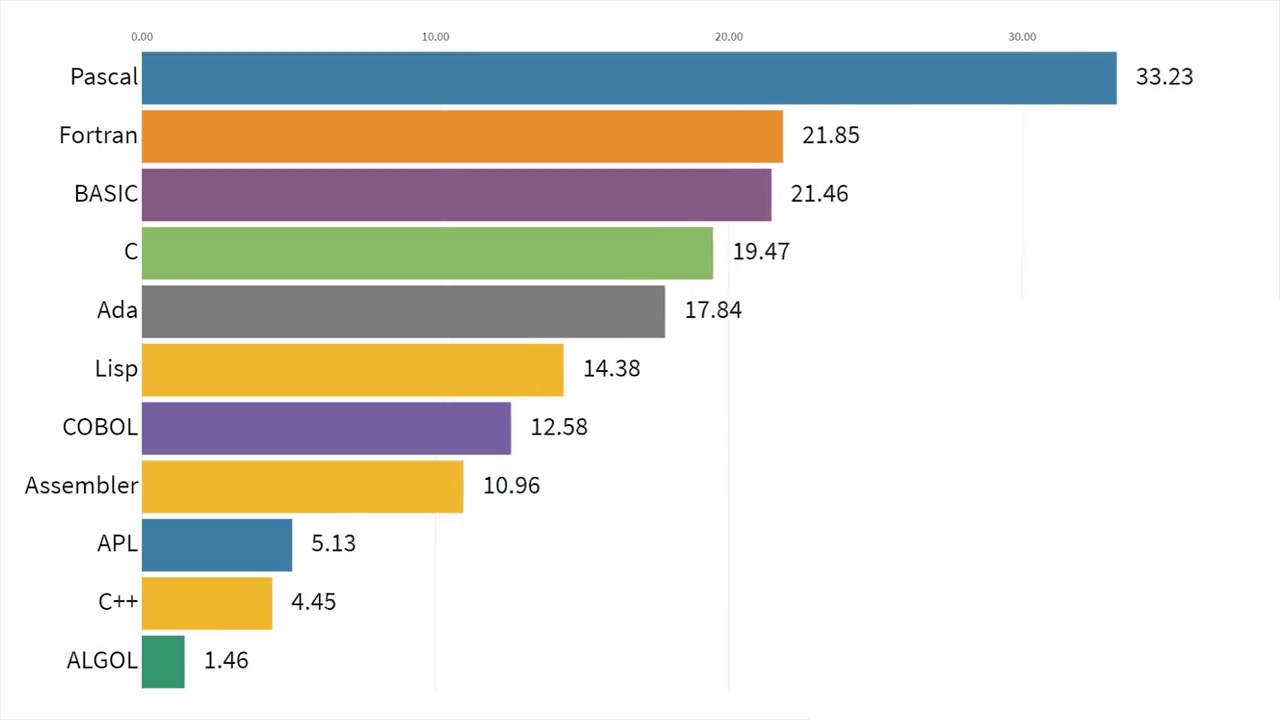 0.00 10.00 20.00 30.00
Pascal 33.23
Fortran 21.85
BASIC 21.46
C 19.47
Ada 17.84
Lisp 14.38
COBOL 12.58
Assembler 10.96
APL 5.13
C++ 4.45
ALGOL 1.46